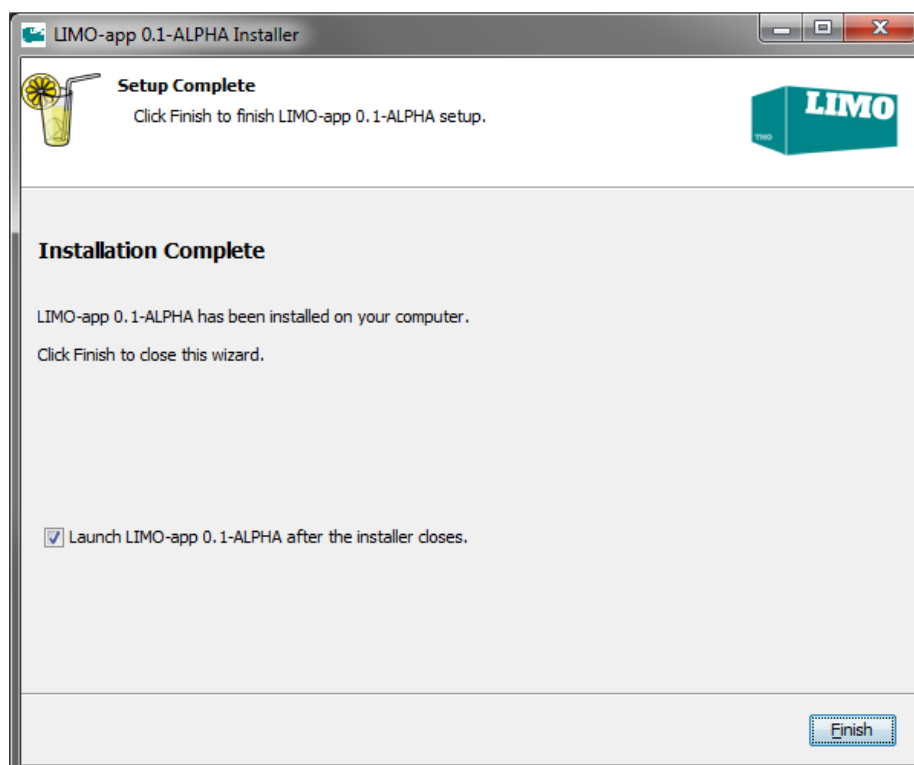 LIMO-app 0.1-ALPHA Installer
Setup Complete
Click Finish to finish LIMO-app 0.1-ALPHA setup.
LIMO
TNO
Installation Complete
LIMO-app 0.1-ALPHA has been installed on your computer.
Click Finish to close this wizard.
Launch LIMO-app 0.1-ALPHA after the installer closes.
Finish